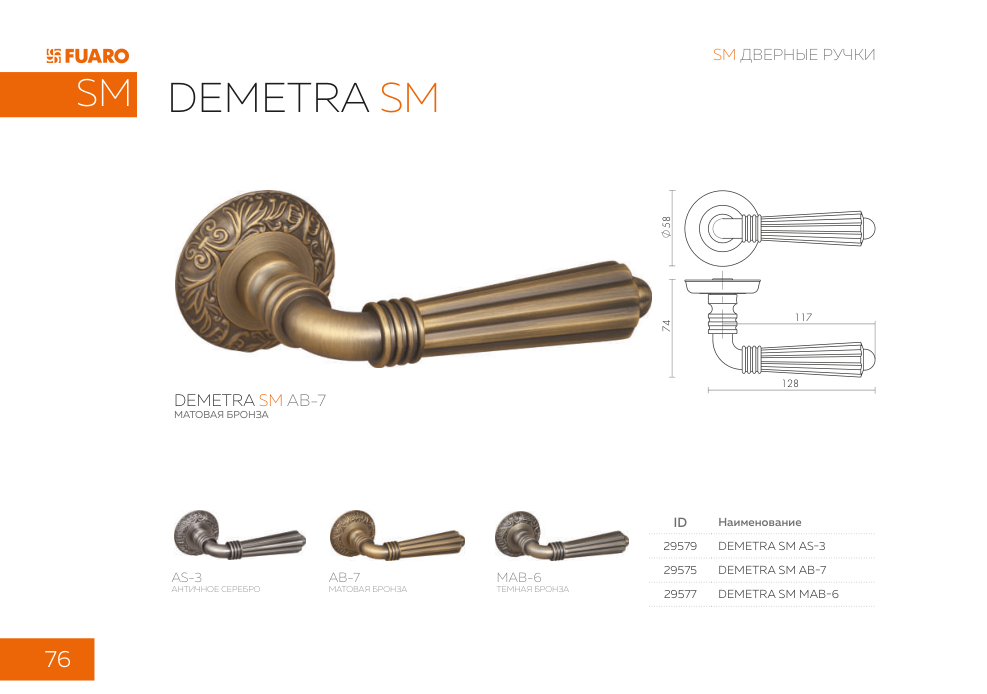 FUARO
SM ДВЕРНЫЕ РУЧКИ
SM
DEMETRA SM
Ø 58
74
117
128
DEMETRA SM AB-7
МАТОВАЯ БРОНЗА
AS-3
АНТИЧНОЕ СЕРЕБРО
AB-7
МАТОВАЯ БРОНЗА
MAB-6
ТЕМНАЯ БРОНЗА
ID Наименование
29579 DEMETRA SM AS-3
29575 DEMETRA SM AB-7
29577 DEMETRA SM MAB-6
76